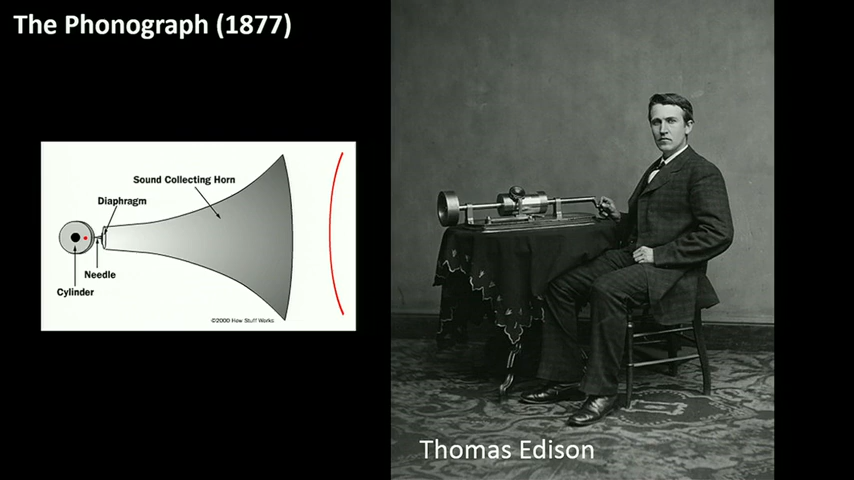 The Phonograph (1877)
Sound Collecting Horn
Diaphragm
Needle
Cylinder
©2000 How Stuff Works
Thomas Edison